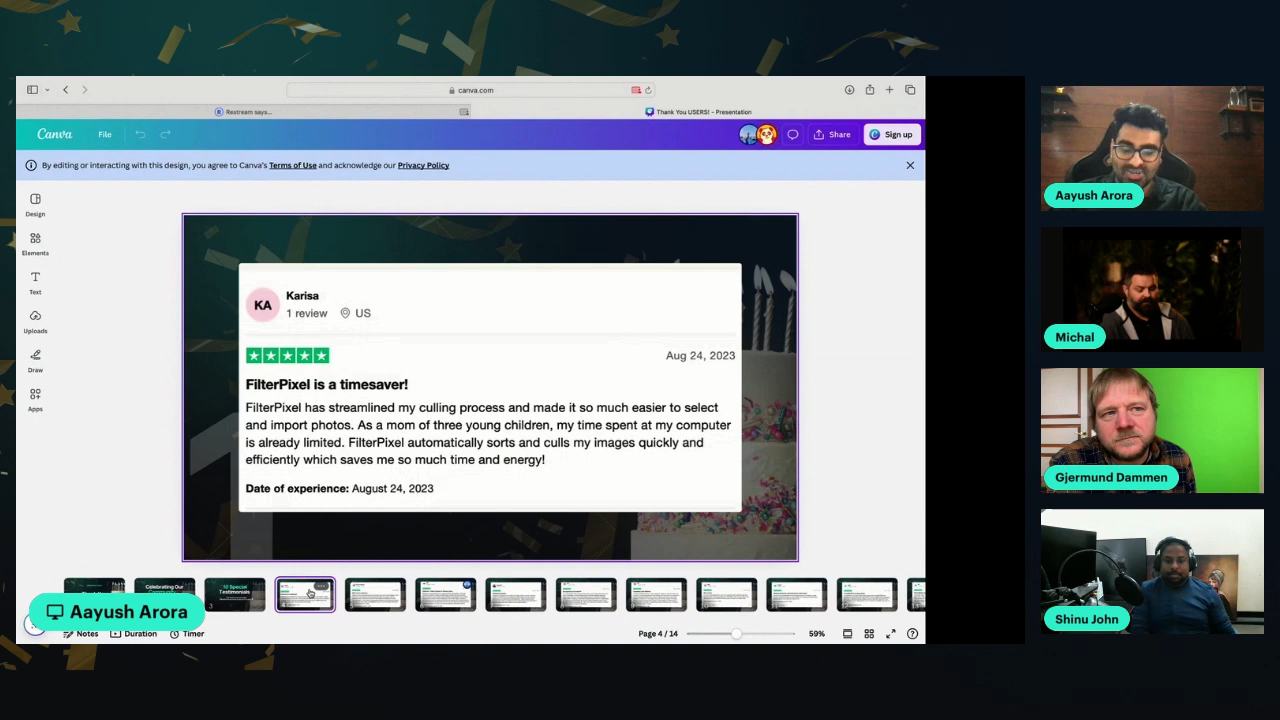 canva.com
Restream says...
Thank You USERS! - Presentation
Canva
File
Share
Sign up
By editing or interacting with this design, you agree to Canva's Terms of Use and acknowledge our Privacy Policy
Design
Elements
Text
Uploads
Draw
Apps
KA
Karisa
1 review
US
Aug 24, 2023
FilterPixel is a timesaver!
FilterPixel has streamlined my culling process and made it so much easier to select
and import photos. As a mom of three young children, my time spent at my computer
is already limited. FilterPixel automatically sorts and culls my images quickly and
efficiently which saves me so much time and energy!
Date of experience: August 24, 2023
Celebrating Our
10 Special
Testimonials
3
Aayush Arora
Notes
Duration
Timer
Page 4 / 14
59%
Aayush Arora
Michal
Gjermund Dammen
Shinu John